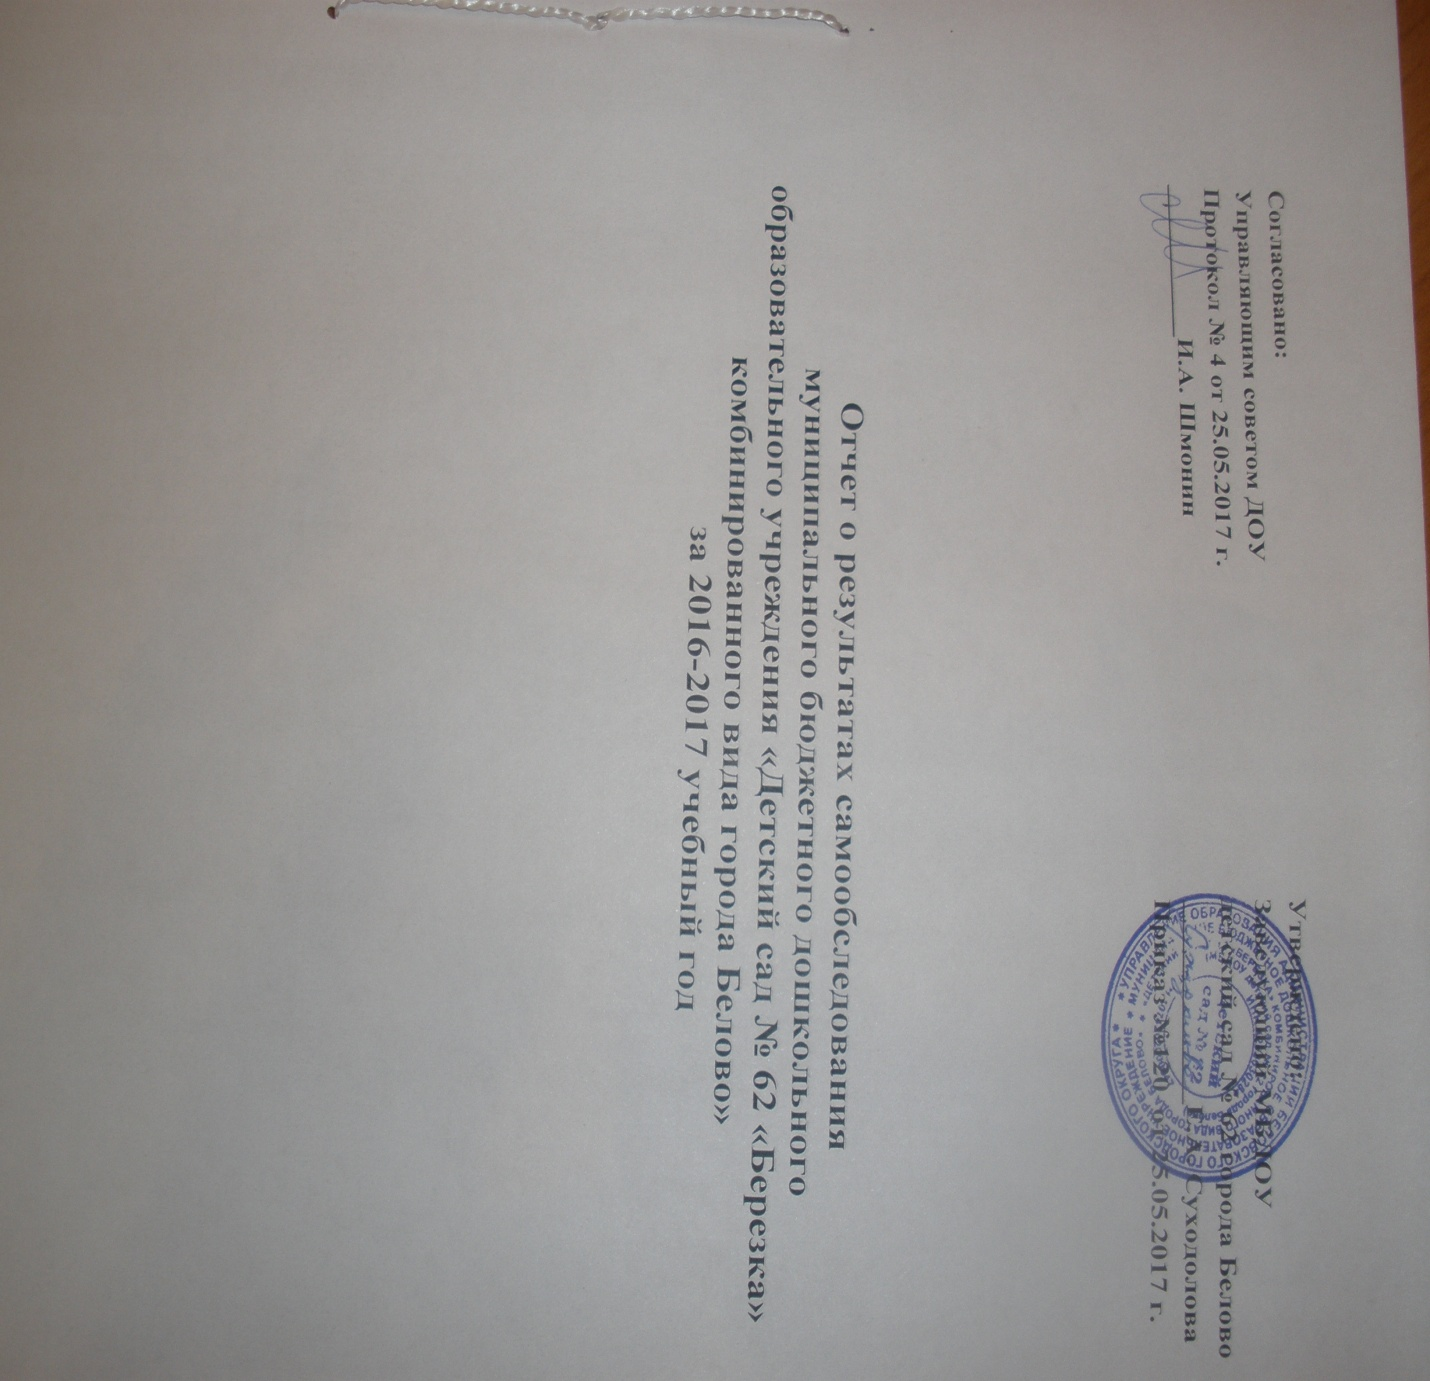 Согласовано:
Управляющим советом ДОУ
Протокол № 4 от 25.05.2017 г.
И.А. Шмонин
Утверждено:
Заведующий МБДОУ
детский сад № 62 города Белово
Суходолова
Приказ № 120 от 25.05.2017 г.
Отчет о результатах самообследования
муниципального бюджетного дошкольного
образовательного учреждения «Детский сад № 62 «Березка»
комбинированного вида города Белово»
за 2016-2017 учебный год